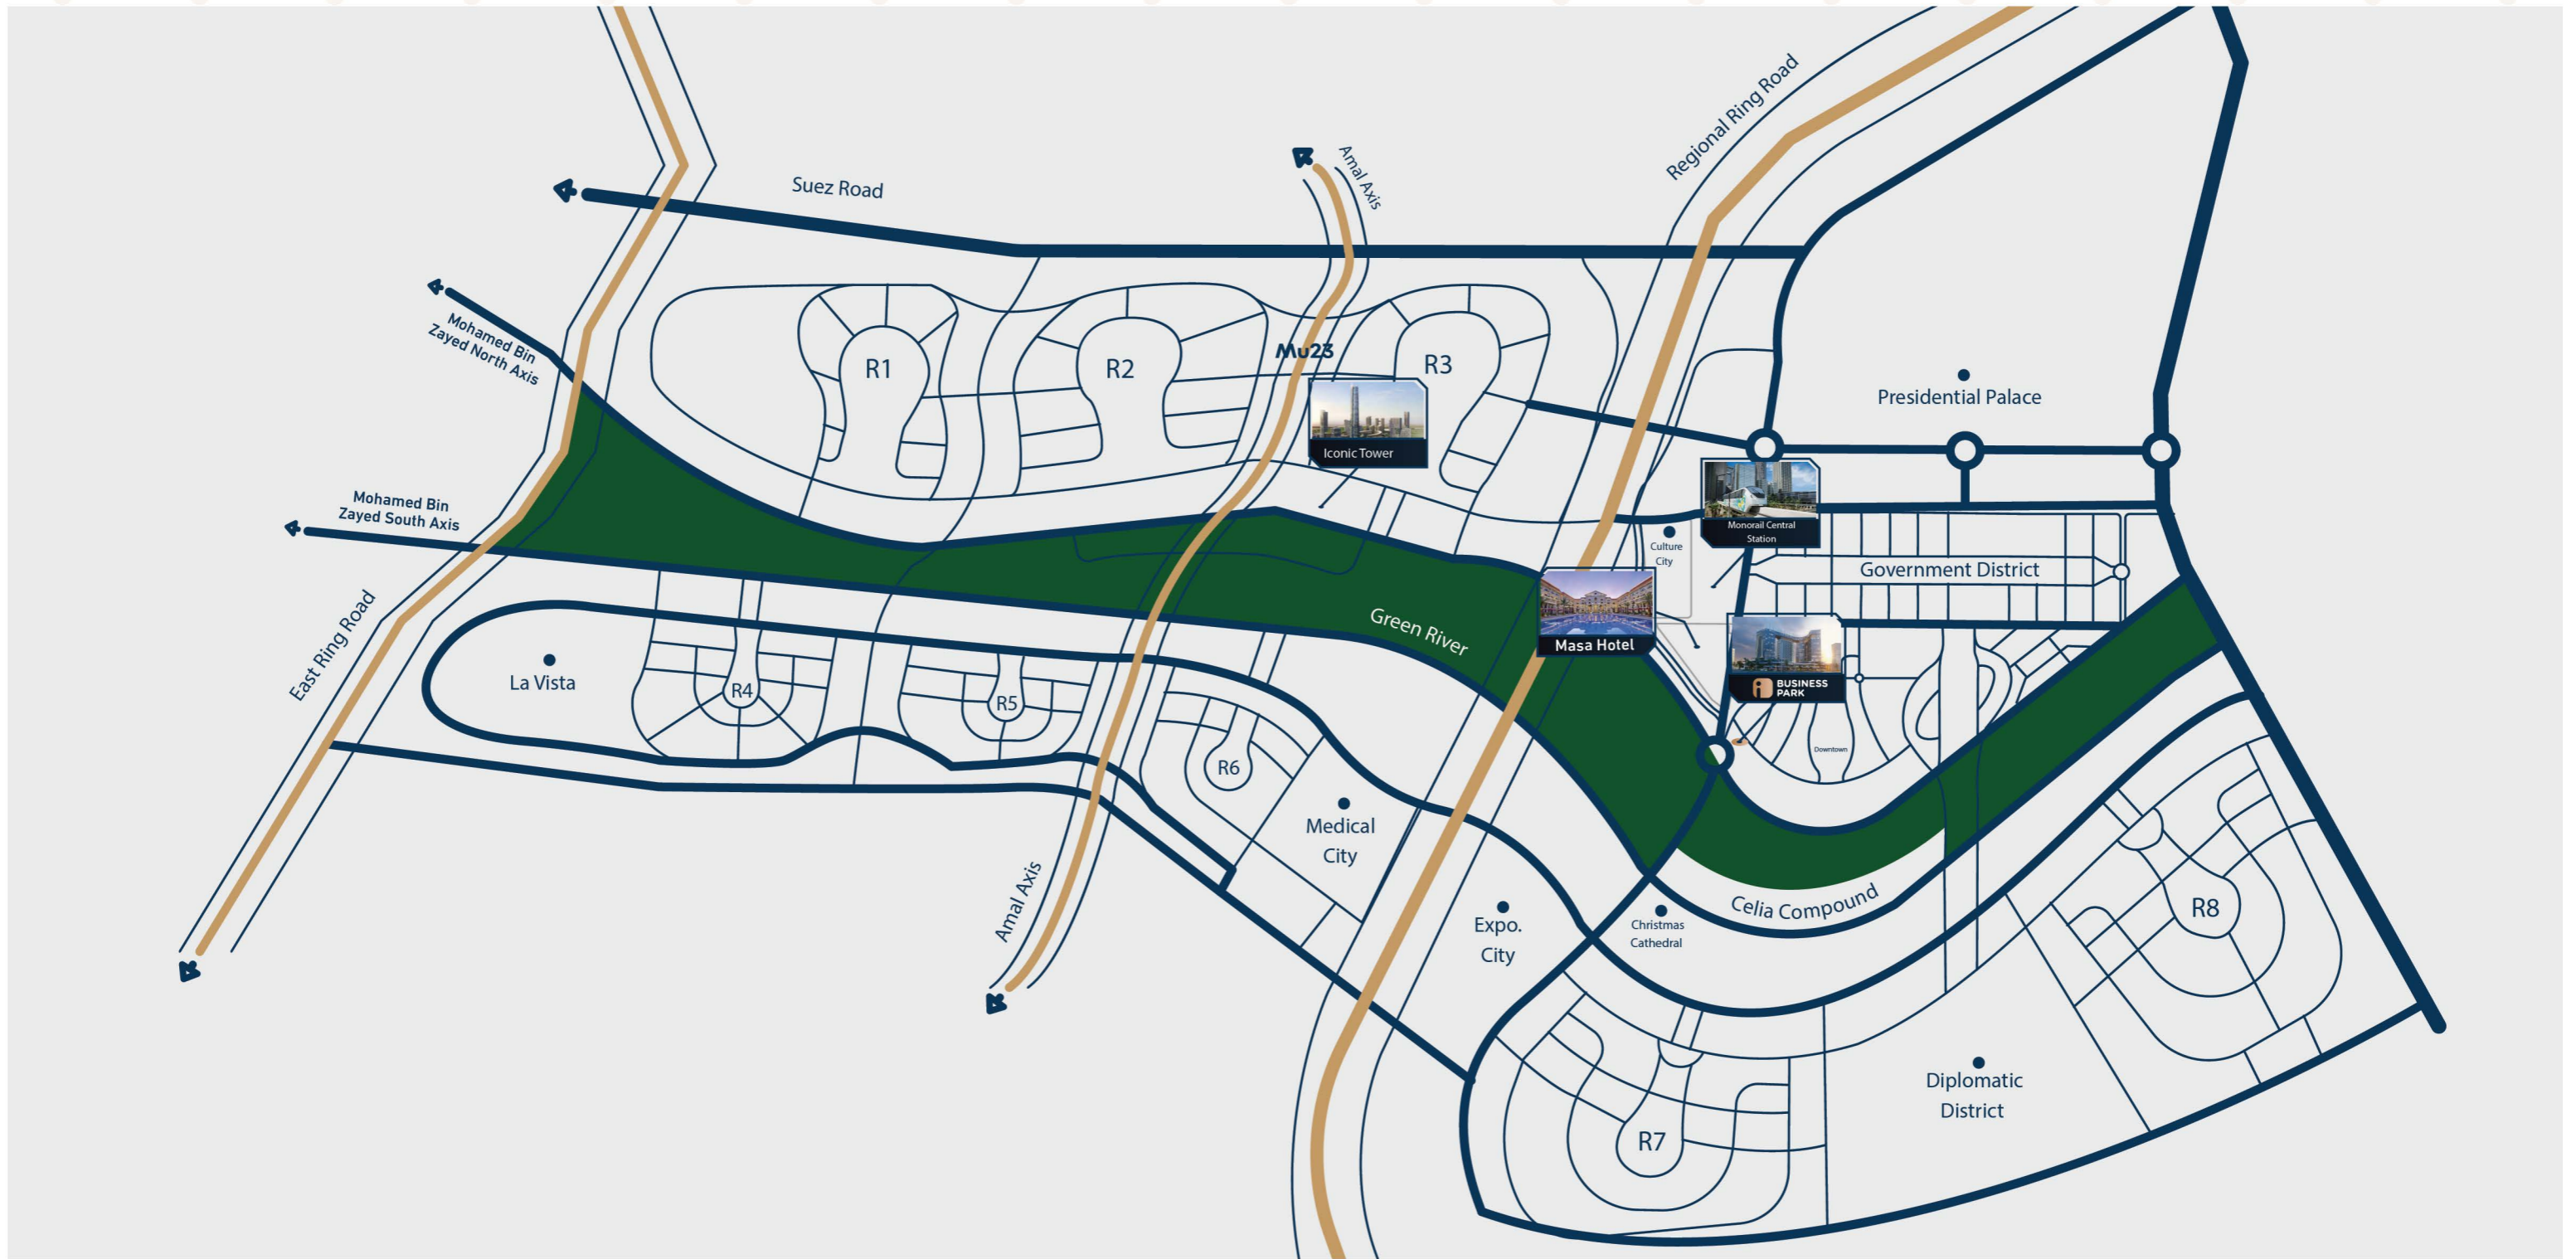 Suez Road
Amal Axis
Regional Ring Road
Mohamed Bin
Zayed North Axis
R1
R2
Mu23
R3
Iconic Tower
Presidential Palace
Mohamed Bin
Zayed South Axis
Monorail Central
Station
Culture
City
Government District
East Ring Road
Green River
Masa Hotel
BUSINESS
PARK
La Vista
R4
R5
R6
Downtown
Medical
City
Amal Axis
Expo.
City
Christmas
Cathedral
Celia Compound
R8
R7
Diplomatic
District